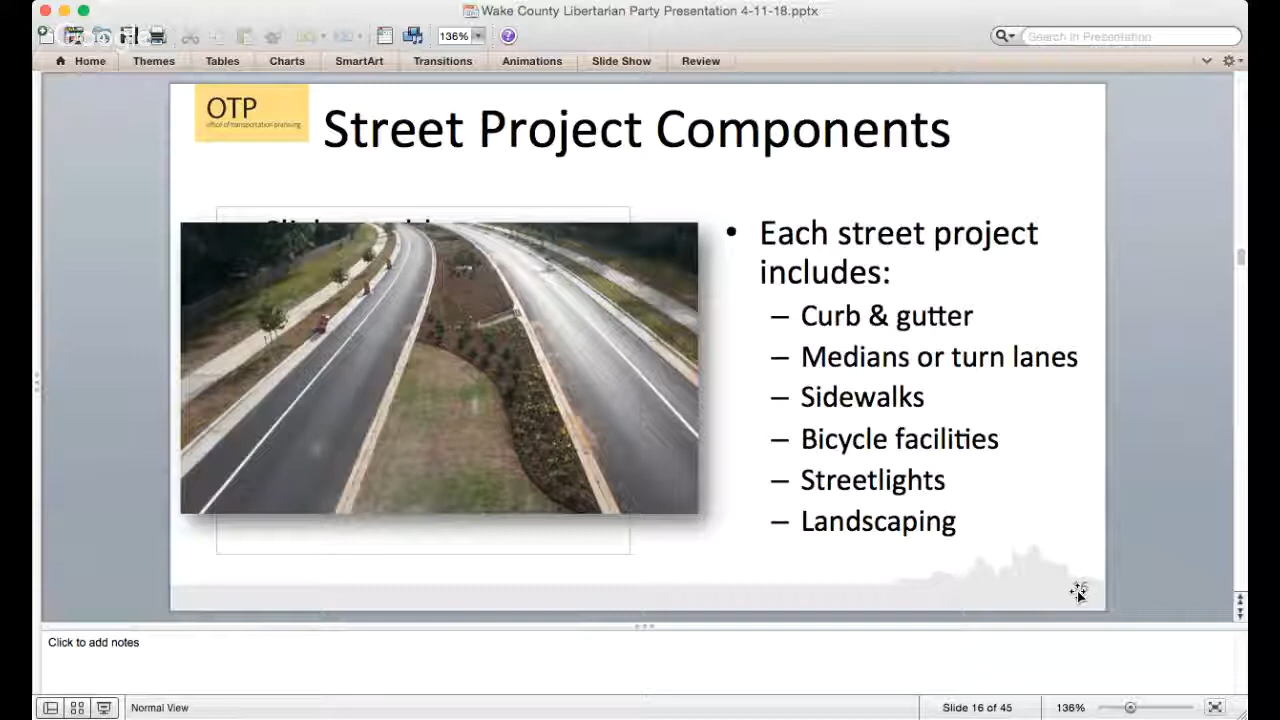 Wake County Libertarian Party Presentation 4-11-18.pptx
Google
136%
Search in Presentation
Home Themes Tables Charts SmartArt Transitions Animations Slide Show Review
OTP
office of transportation planning
Street Project Components
• Each street project
includes:
– Curb & gutter
– Medians or turn lanes
– Sidewalks
– Bicycle facilities
– Streetlights
– Landscaping
Click to add notes
Normal View
Slide 16 of 45
136%